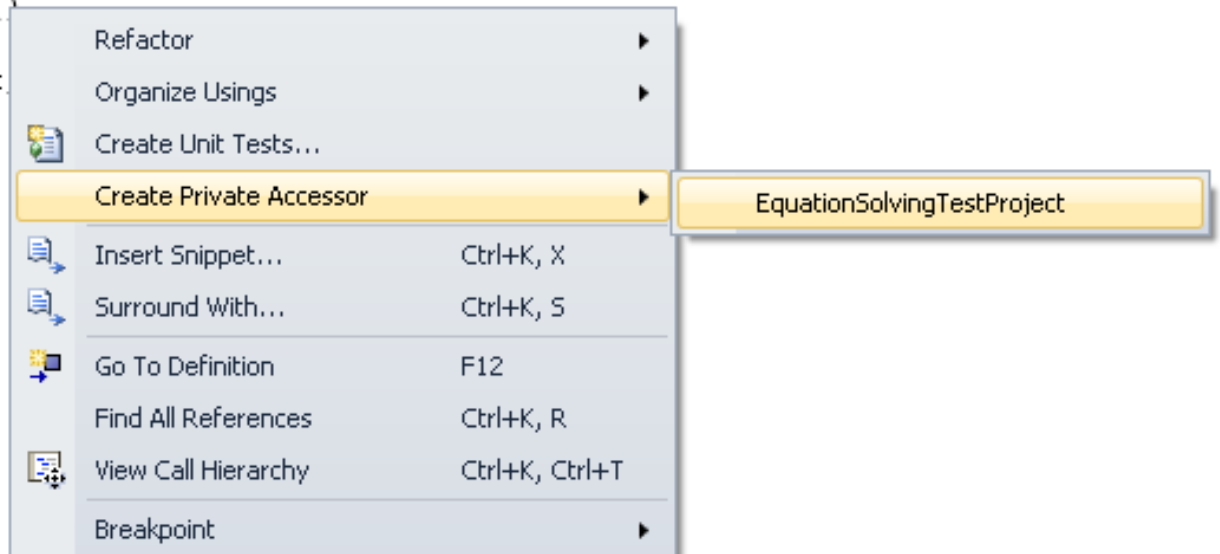 Refactor
Organize Usings
Create Unit Tests...
Create Private Accessor
EquationSolvingTestProject
Insert Snippet... Ctrl+K, X
Surround With... Ctrl+K, S
Go To Definition F12
Find All References Ctrl+K, R
View Call Hierarchy Ctrl+K, Ctrl+T
Breakpoint